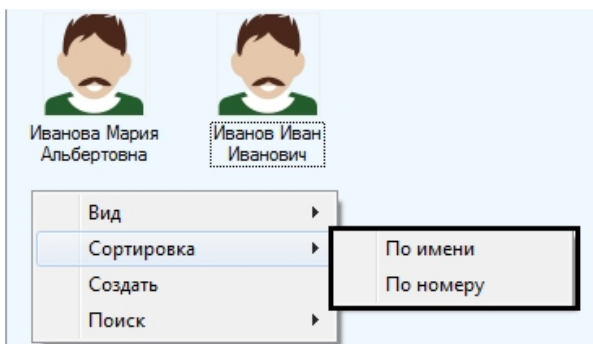 Иванова Мария
Альбертовна
Иванов Иван
Иванович
Вид
Сортировка
Создать
Поиск
По имени
По номеру